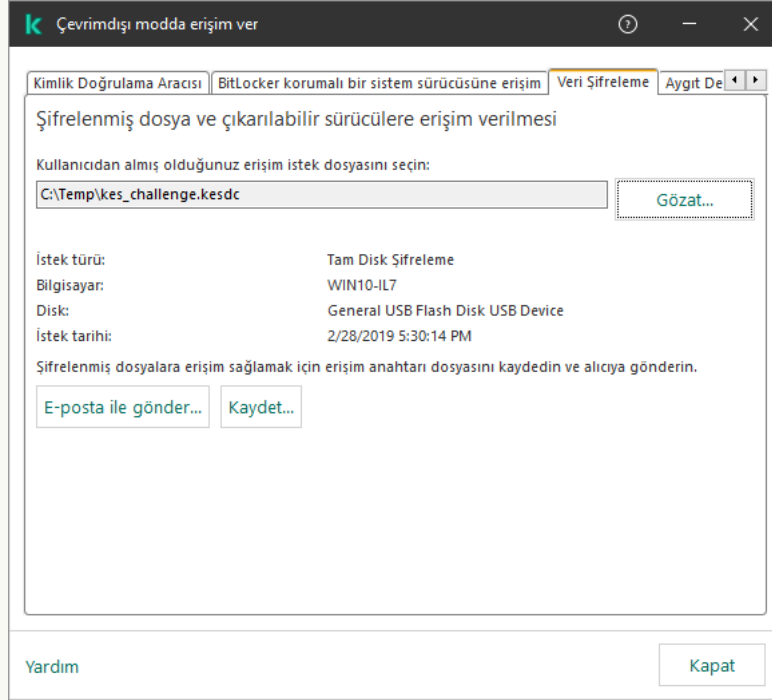 Çevrimdışı modda erişim ver
Kimlik Doğrulama Aracısı
BitLocker korumalı bir sistem sürücüsüne erişim
Veri Şifreleme
Aygıt De
Şifrelenmiş dosya ve çıkarılabilir sürücülere erişim verilmesi
Kullanıcıdan almış olduğunuz erişim istek dosyasını seçin:
C:\Temp\kes_challenge.kesdc
Gözat...
İstek türü: Tam Disk Şifreleme
Bilgisayar: WIN10-IL7
Disk: General USB Flash Disk USB Device
İstek tarihi: 2/28/2019 5:30:14 PM
Şifrelenmiş dosyalara erişim sağlamak için erişim anahtarı dosyasını kaydedin ve alıcıya gönderin.
E-posta ile gönder...
Kaydet...
Yardım
Kapat